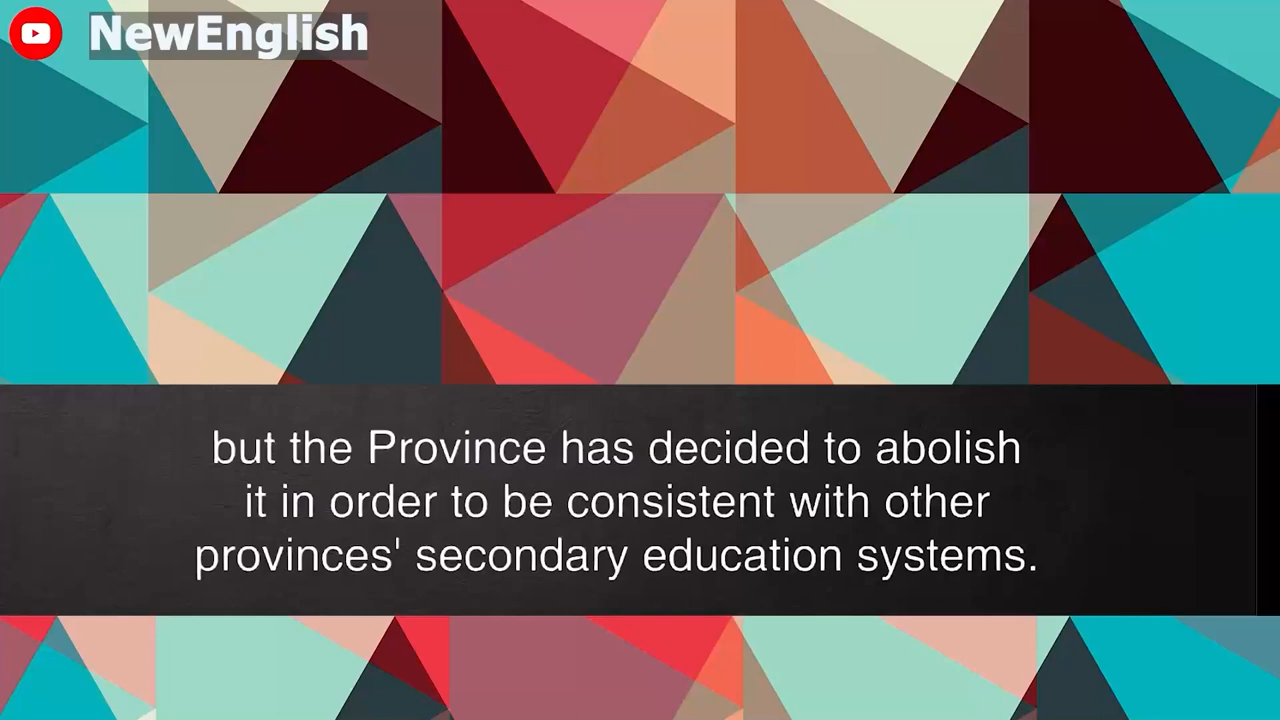 NewEnglish
but the Province has decided to abolish
it in order to be consistent with other
provinces' secondary education systems.